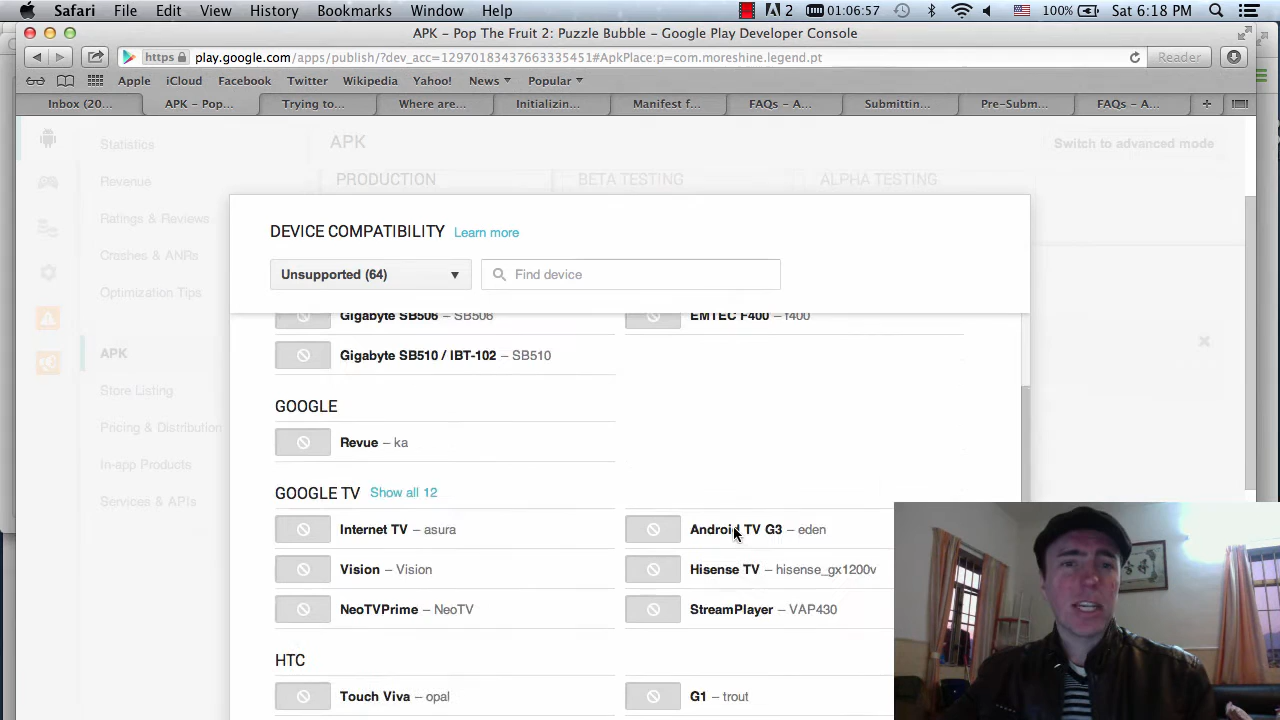 Safari File Edit View History Bookmarks Window Help 2 01:06:57 100% Sat 6:18 PM
APK - Pop The Fruit 2: Puzzle Bubble - Google Play Developer Console
https play.google.com/apps/publish/?dev_acc=12970183437663335451#ApkPlace:p=com.moreshine.legend.pt Reader
Apple iCloud Facebook Twitter Wikipedia Yahoo! News Popular
Inbox (20... APK - Pop... Trying to... Where are... Initializin... Manifest f... FAQs - A... Submittin... Pre-Subm... FAQs - A...
Statistics
Revenue
Ratings & Reviews
Crashes & ANRs
Optimization Tips
APK
Store Listing
Pricing & Distribution
In-app Products
Services & APIs
APK Switch to advanced mode
PRODUCTION BETA TESTING ALPHA TESTING
DEVICE COMPATIBILITY Learn more
Unsupported (64) Find device
Gigabyte SB506 – SB506 EMTEC F400 – f400
Gigabyte SB510 / IBT-102 – SB510
GOOGLE
Revue – ka
GOOGLE TV Show all 12
Internet TV – asura Android TV G3 – eden
Vision – Vision Hisense TV – hisense_gx1200v
NeoTVPrime – NeoTV StreamPlayer – VAP430
HTC
Touch Viva – opal G1 – trout